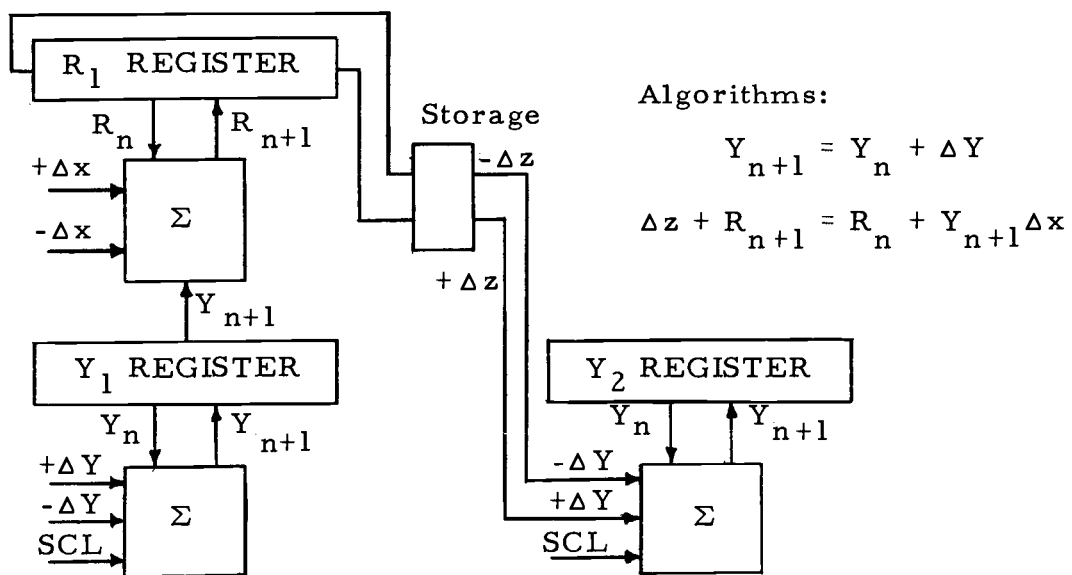 R₁ REGISTER
Rₙ
Rₙ₊₁
+Δx
-Δx
Σ
Yₙ₊₁
Y₁ REGISTER
Yₙ
Yₙ₊₁
+ΔY
-ΔY
SCL
Σ
Storage
-Δz
+Δz
Algorithms:
Yₙ₊₁ = Yₙ + ΔY
Δz + Rₙ₊₁ = Rₙ + Yₙ₊₁Δx
Y₂ REGISTER
Yₙ
Yₙ₊₁
-ΔY
+ΔY
SCL
Σ